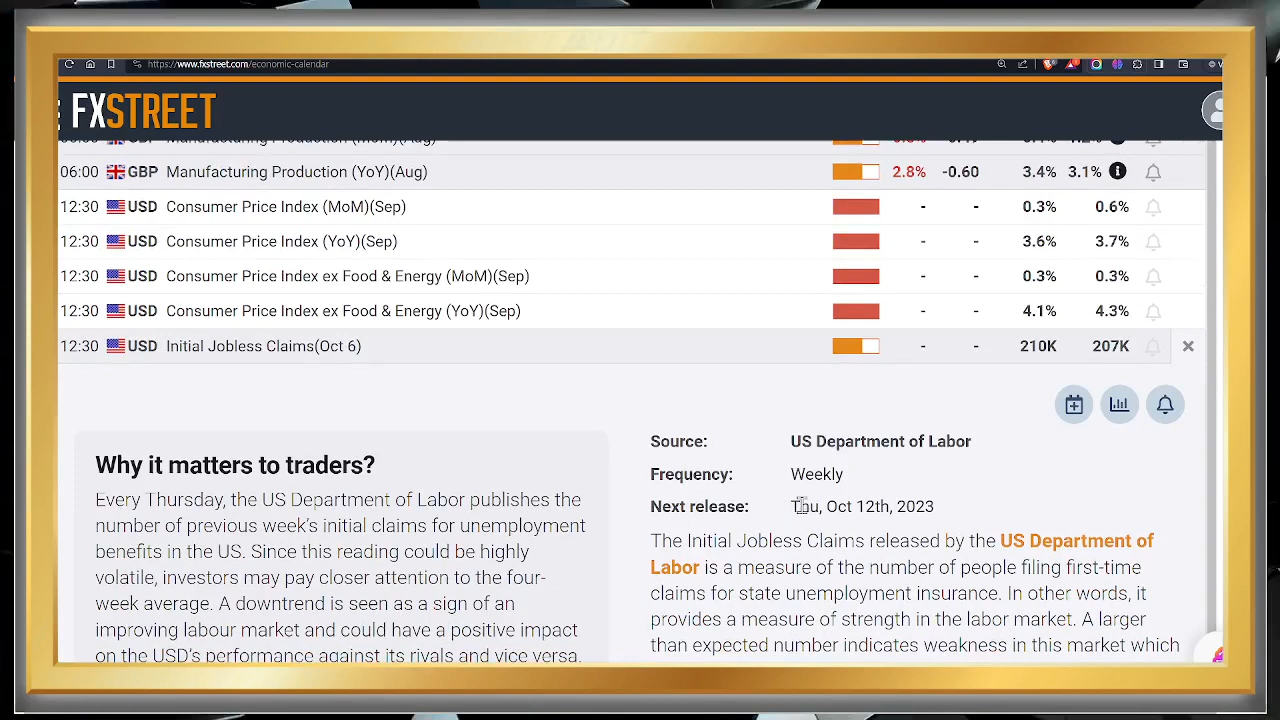 https://www.fxstreet.com/economic-calendar
FXSTREET
06:00 GBP Manufacturing Production (YoY)(Aug) 2.8% -0.60 3.4% 3.1%
12:30 USD Consumer Price Index (MoM)(Sep) - - 0.3% 0.6%
12:30 USD Consumer Price Index (YoY)(Sep) - - 3.6% 3.7%
12:30 USD Consumer Price Index ex Food & Energy (MoM)(Sep) - - 0.3% 0.3%
12:30 USD Consumer Price Index ex Food & Energy (YoY)(Sep) - - 4.1% 4.3%
12:30 USD Initial Jobless Claims(Oct 6) - - 210K 207K
Why it matters to traders?
Every Thursday, the US Department of Labor publishes the
number of previous week's initial claims for unemployment
benefits in the US. Since this reading could be highly
volatile, investors may pay closer attention to the four-
week average. A downtrend is seen as a sign of an
improving labour market and could have a positive impact
on the USD's performance against its rivals and vice versa.
Source: US Department of Labor
Frequency: Weekly
Next release: Thu, Oct 12th, 2023
The Initial Jobless Claims released by the US Department of
Labor is a measure of the number of people filing first-time
claims for state unemployment insurance. In other words, it
provides a measure of strength in the labor market. A larger
than expected number indicates weakness in this market which